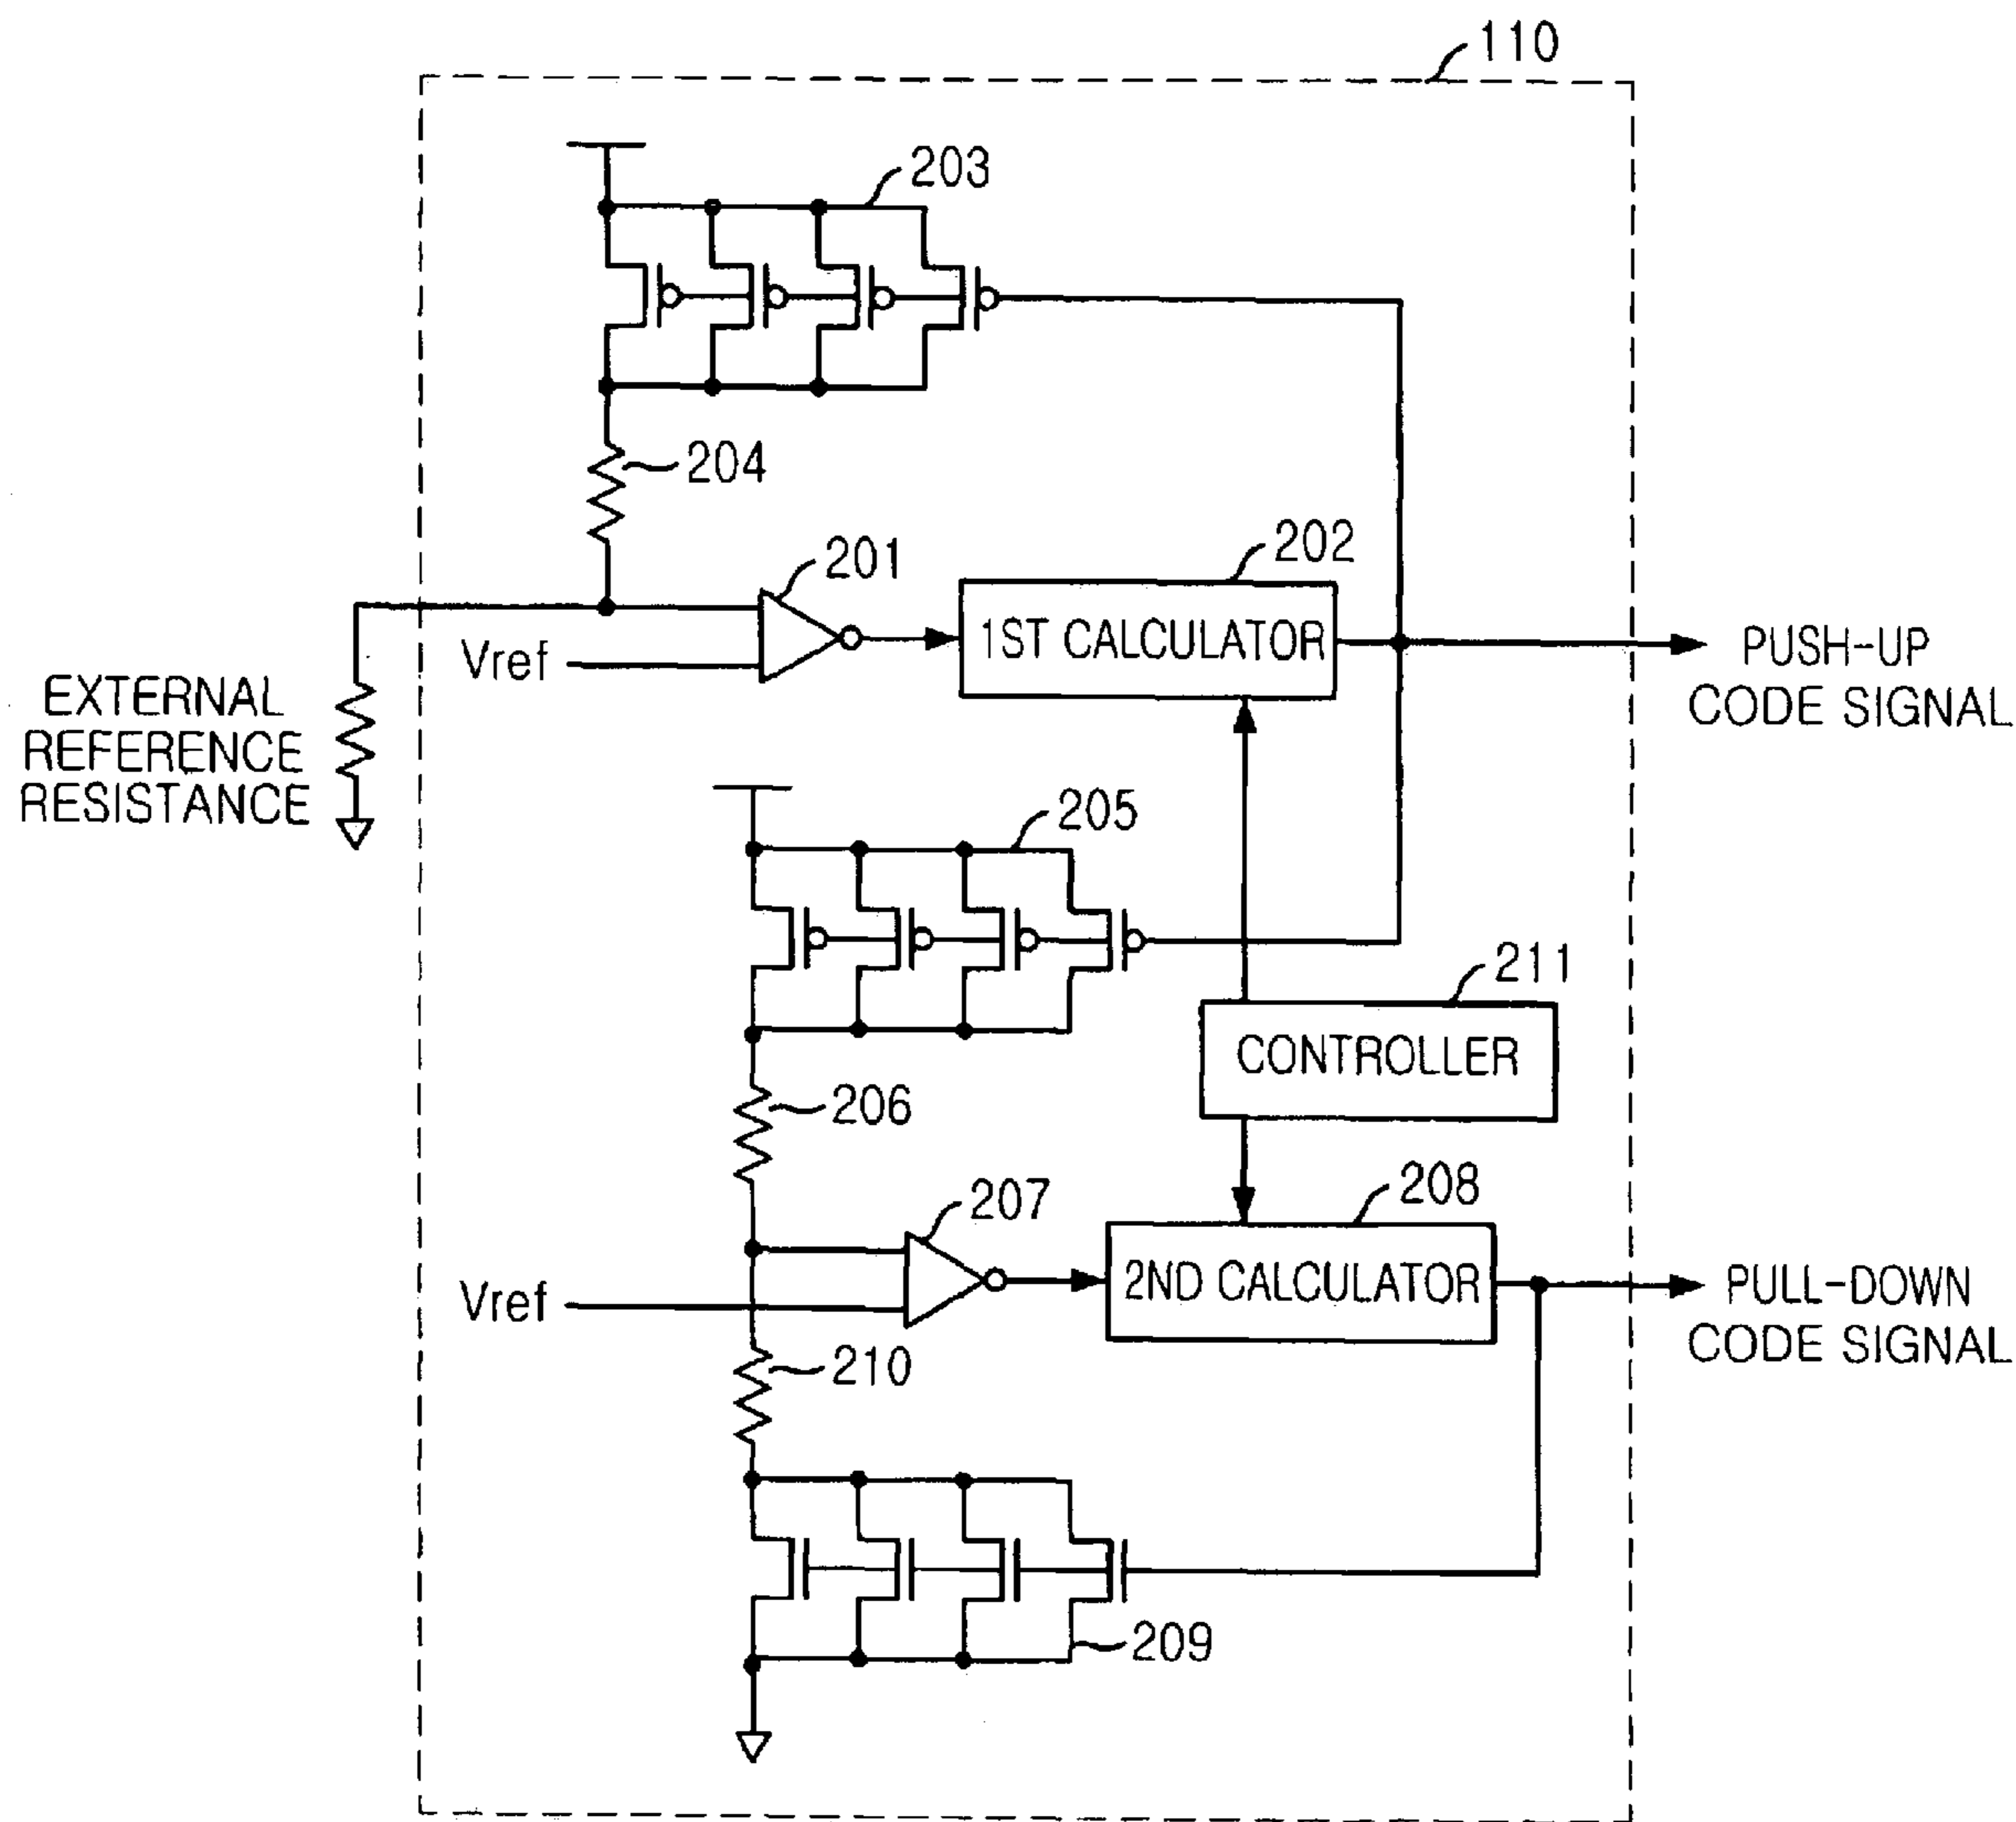 110
203
204
201
202
1ST CALCULATOR
Vref
PUSH-UP
CODE SIGNAL
EXTERNAL
REFERENCE
RESISTANCE
205
211
CONTROLLER
206
207
208
2ND CALCULATOR
Vref
PULL-DOWN
CODE SIGNAL
210
209